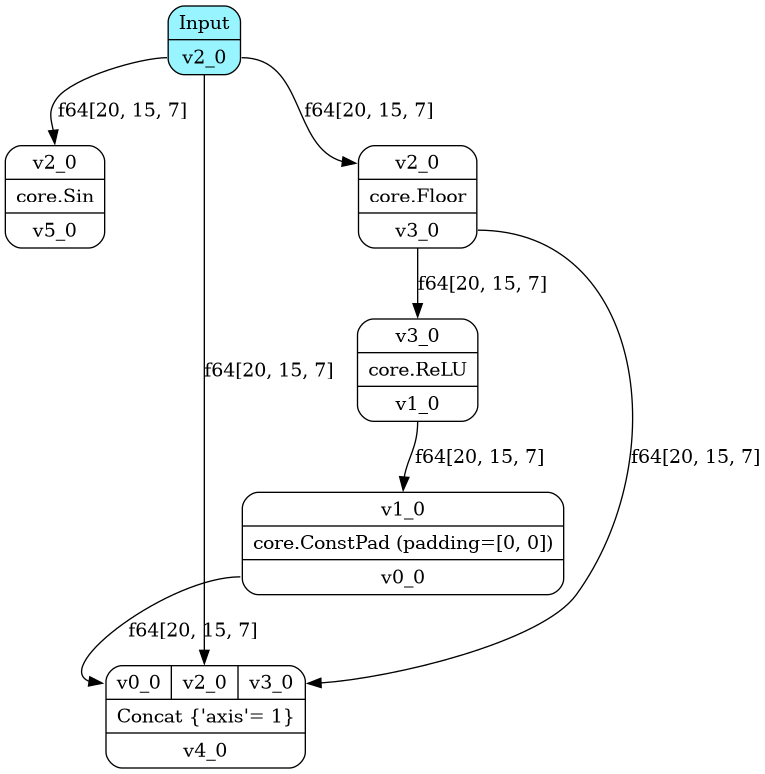 Input
v2_0
f64[20, 15, 7]
f64[20, 15, 7]
v2_0
core.Sin
v5_0
v2_0
core.Floor
v3_0
f64[20, 15, 7]
v3_0
core.ReLU
v1_0
f64[20, 15, 7]
f64[20, 15, 7]
f64[20, 15, 7]
v1_0
core.ConstPad (padding=[0, 0])
v0_0
f64[20, 15, 7]
v0_0 v2_0 v3_0
Concat {'axis'= 1}
v4_0